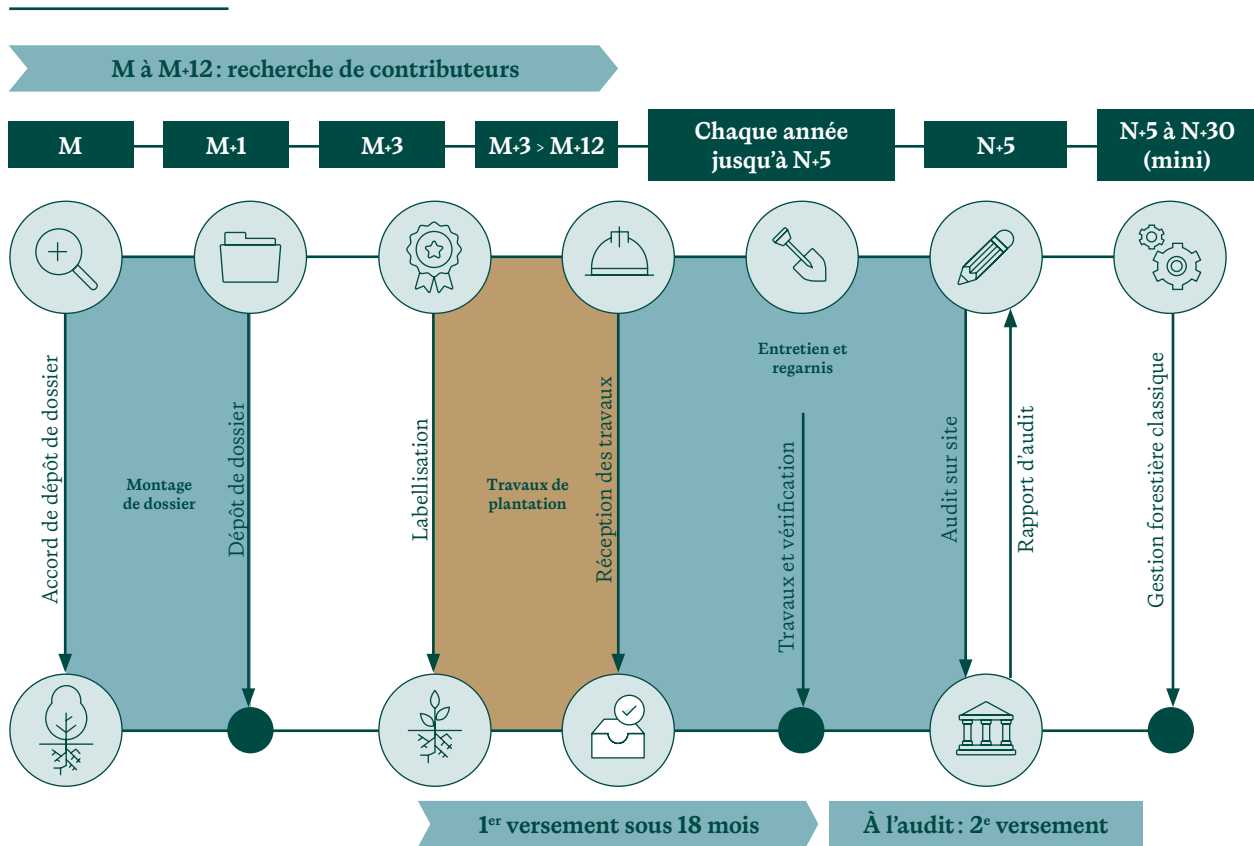 M à M+12 : recherche de contributeurs
M
M+1
M+3
M+3 > M+12
Chaque année
jusqu’à N+5
N+5
N+5 à N+30
(mini)
Accord de dépôt de dossier
Montage
de dossier
Dépôt de dossier
Labellisation
Travaux de
plantation
Réception des travaux
Entretien et
regarnis
Travaux et vérification
Audit sur site
Rapport d’audit
Gestion forestière classique
1er versement sous 18 mois
À l’audit : 2e versement